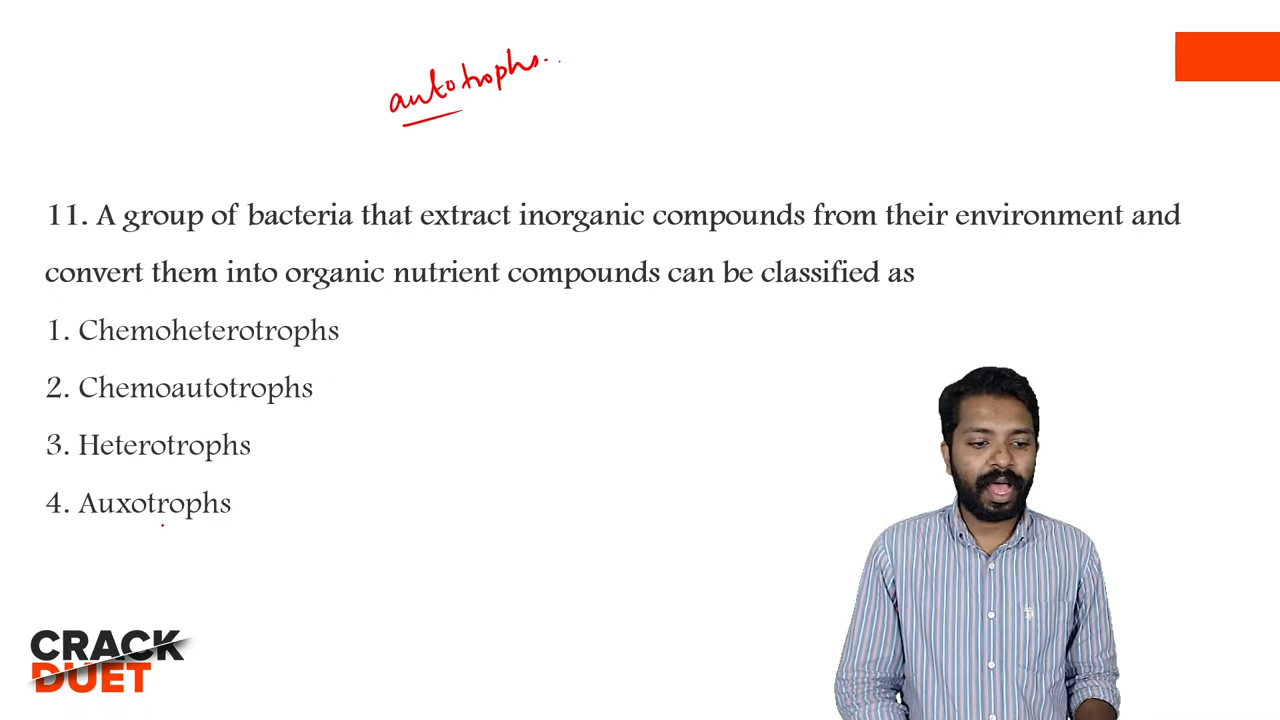 autotrophs.
11. A group of bacteria that extract inorganic compounds from their environment and
convert them into organic nutrient compounds can be classified as
1. Chemoheterotrophs
2. Chemoautotrophs
3. Heterotrophs
4. Auxotrophs
CRACK
DUET